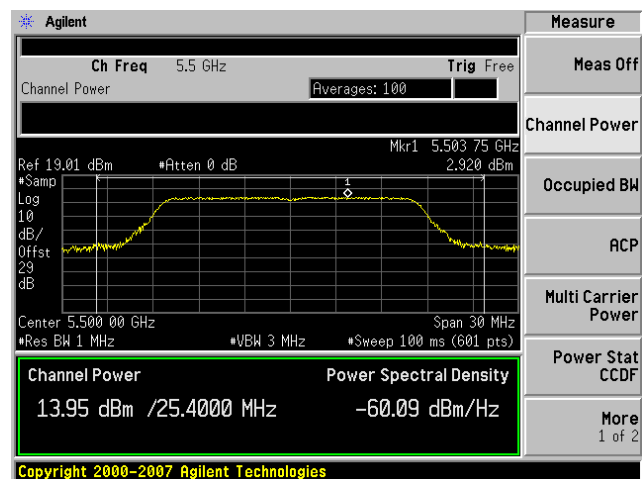 Agilent
Measure
Ch Freq 5.5 GHz Trig Free
Channel Power Averages: 100
Mkr1 5.503 75 GHz
Ref 19.01 dBm #Atten 0 dB 2.920 dBm
#Samp
Log
10
dB/
Offst
29
dB
1
Center 5.500 00 GHz Span 30 MHz
#Res BW 1 MHz #VBW 3 MHz #Sweep 100 ms (601 pts)
Channel Power Power Spectral Density
13.95 dBm /25.4000 MHz -60.09 dBm/Hz
Copyright 2000-2007 Agilent Technologies
Meas Off
Channel Power
Occupied BW
ACP
Multi Carrier
Power
Power Stat
CCDF
More
1 of 2